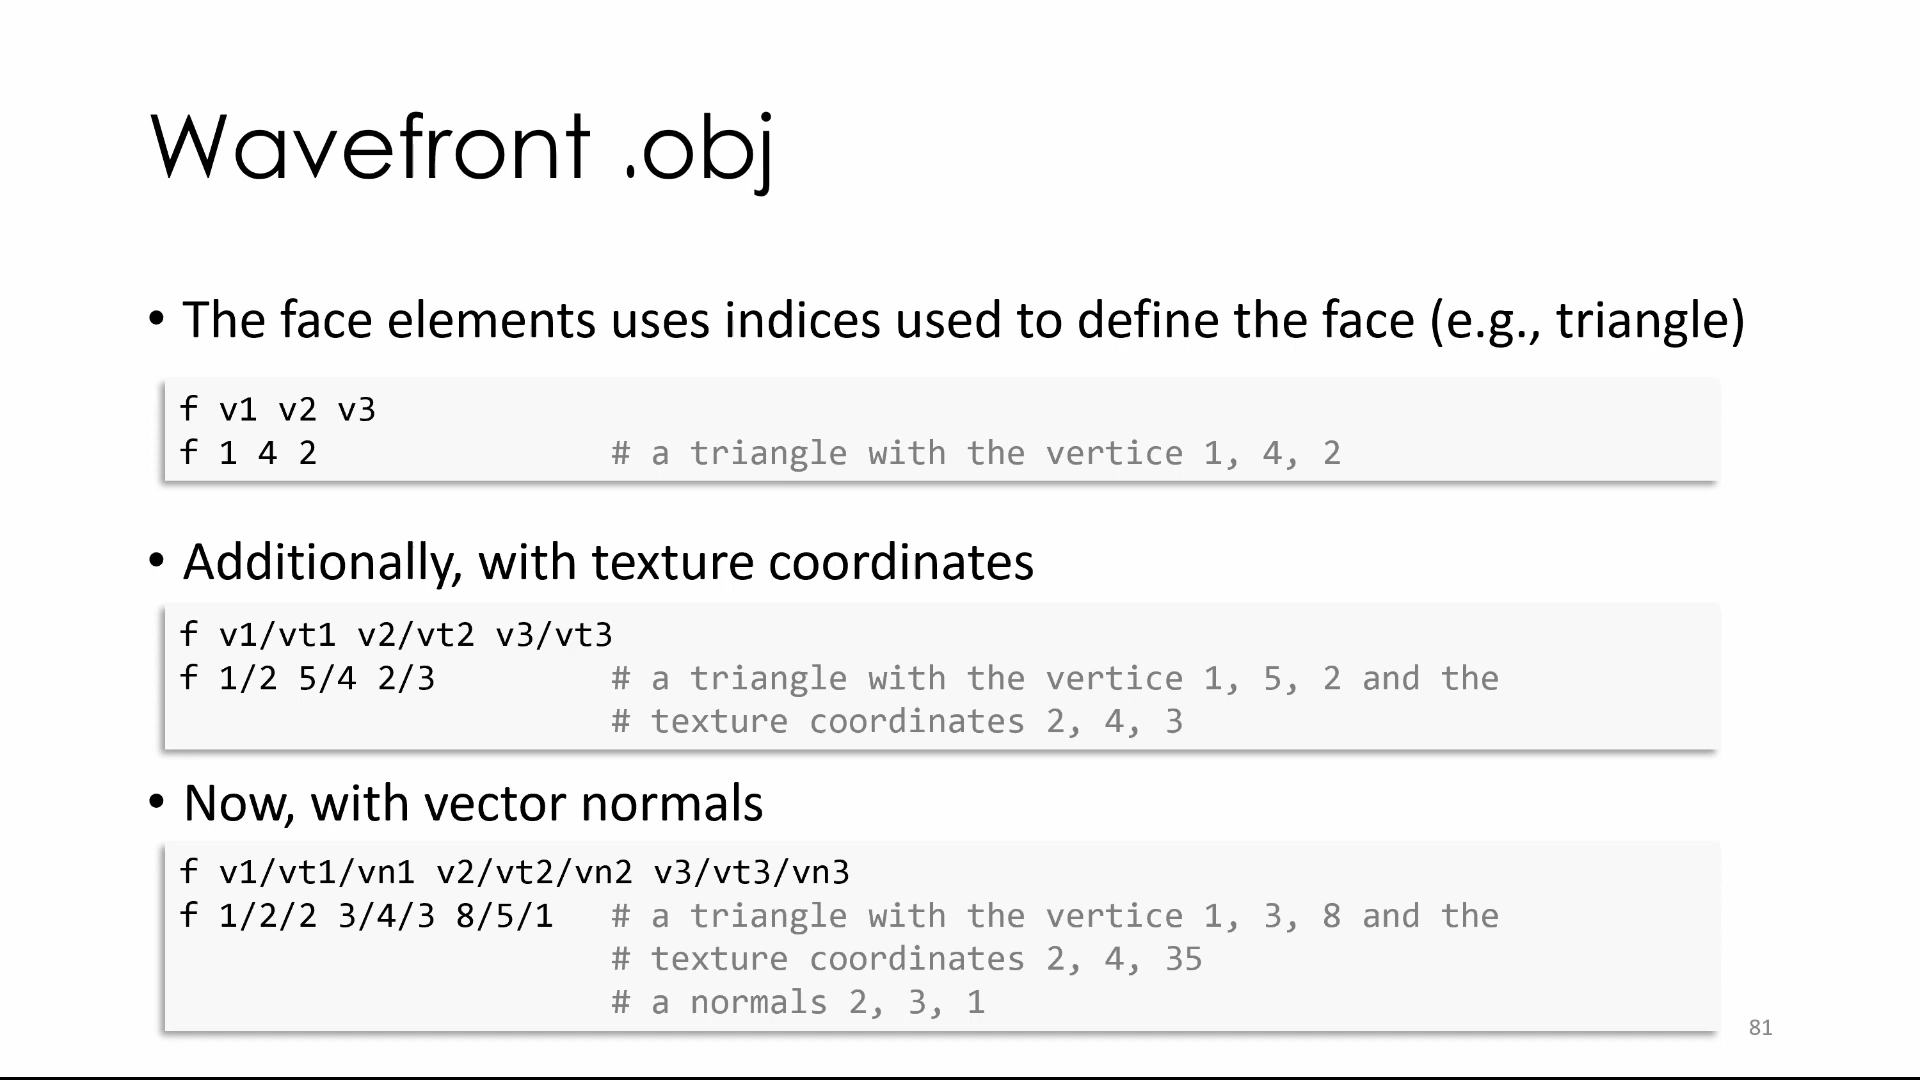 Wavefront .obj
• The face elements uses indices used to define the face (e.g., triangle)
f v1 v2 v3
f 1 4 2 # a triangle with the vertice 1, 4, 2
• Additionally, with texture coordinates
f v1/vt1 v2/vt2 v3/vt3
f 1/2 5/4 2/3 # a triangle with the vertice 1, 5, 2 and the
# texture coordinates 2, 4, 3
• Now, with vector normals
f v1/vt1/vn1 v2/vt2/vn2 v3/vt3/vn3
f 1/2/2 3/4/3 8/5/1 # a triangle with the vertice 1, 3, 8 and the
# texture coordinates 2, 4, 35
# a normals 2, 3, 1
81